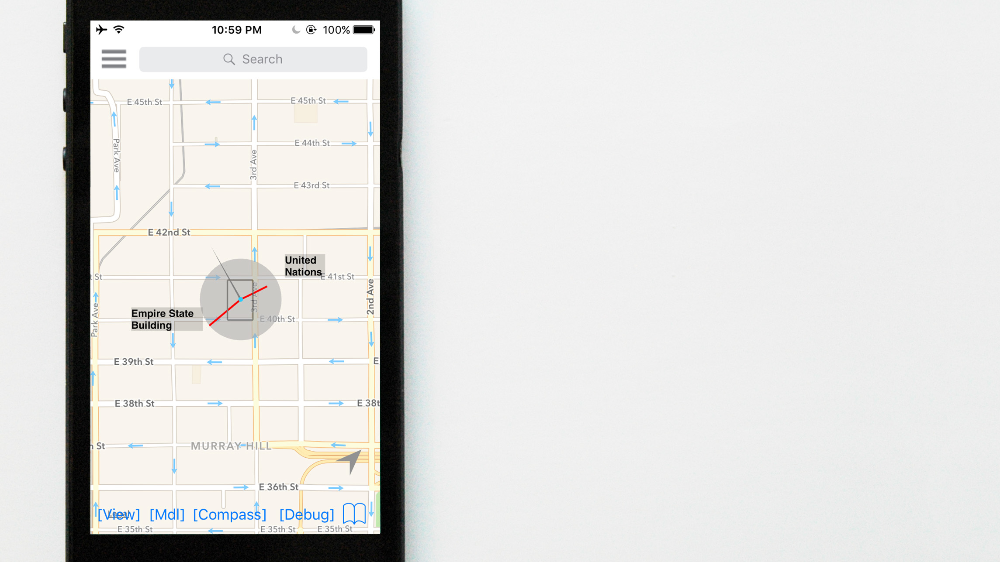 10:59 PM
100%
Search
E 45th St
E 45th St
Park Ave
E 44th St
3rd Ave
E 43rd St
E 42nd St
United
Nations
t St
E 41st St
3rd Ave
2nd Ave
Park Ave
Empire State
Building
E 40th St
E 39th St
E
E 38th St
E 38t
h St
MURRAY HILL
E 36th St
Legal
[View]
[Mdl]
[Compass]
[Debug]
E 35th St
E 35th St
E 35th St